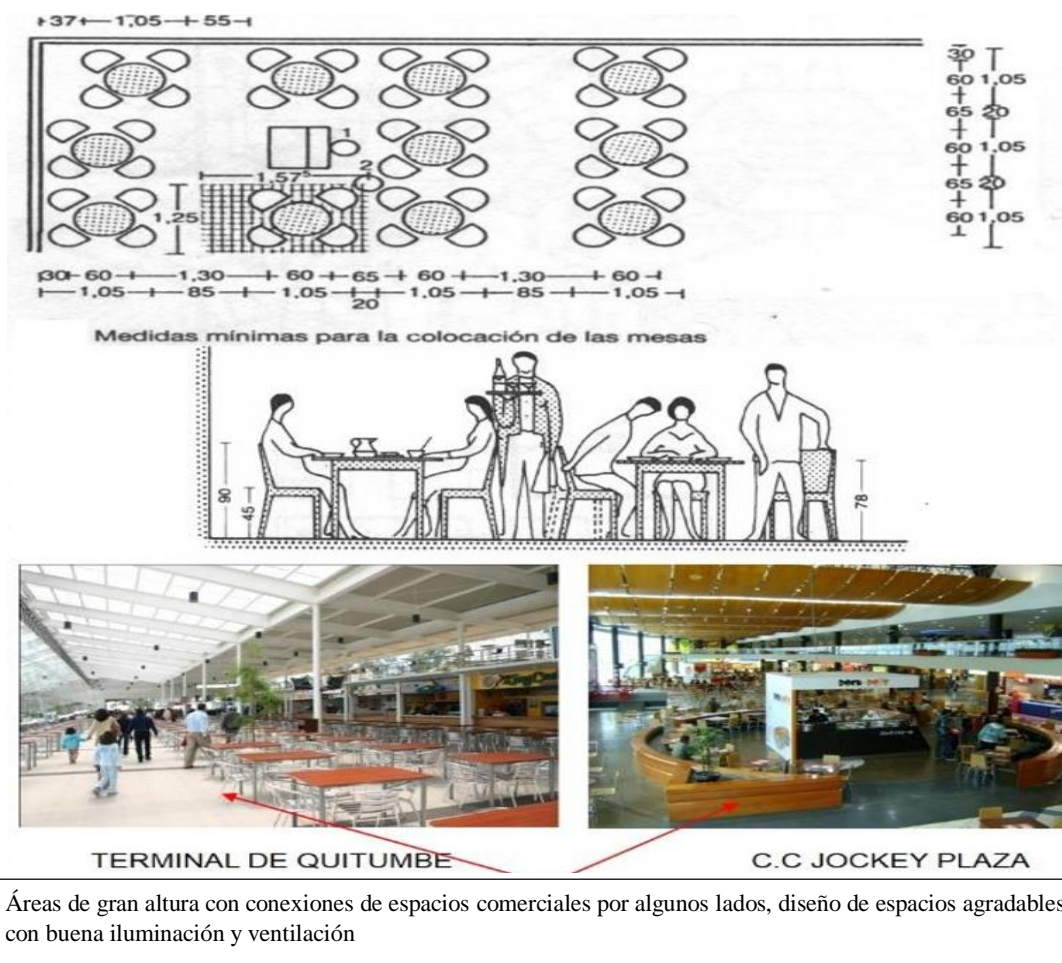 37 1,05 55
30
60 1,05
65 20
60 1,05
65 20
60 1,05
1
2
1,57⁵
1,25
30 60 1,30 60 65 60 1,30 60
1,05 85 1,05 20 1,05 85 1,05
Medidas mínimas para la colocación de las mesas
90
45
78
TERMINAL DE QUITUMBE
C.C JOCKEY PLAZA
Áreas de gran altura con conexiones de espacios comerciales por algunos lados, diseño de espacios agradables
con buena iluminación y ventilación